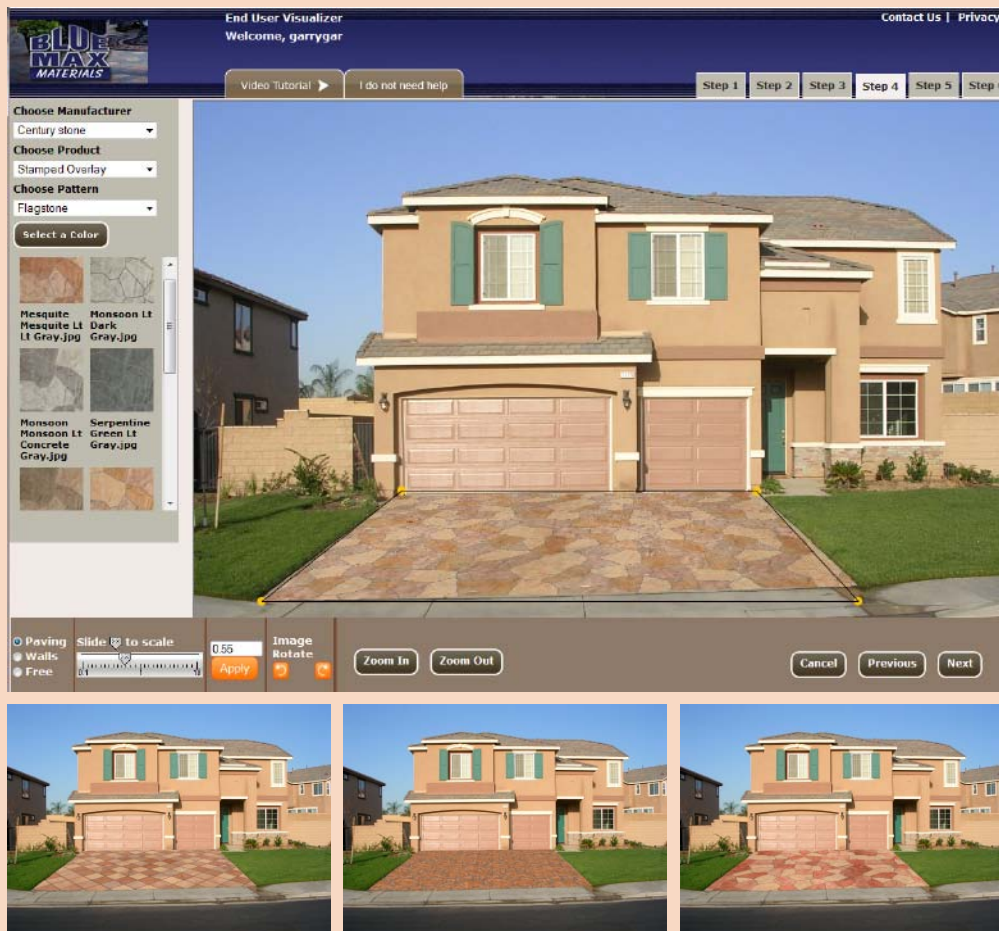 BLUE
MAX
MATERIALS
End User Visualizer
Welcome, garrygar
Contact Us | Privacy
Video Tutorial
I do not need help
Step 1
Step 2
Step 3
Step 4
Step 5
Step
Choose Manufacturer
Century stone
Choose Product
Stamped Overlay
Choose Pattern
Flagstone
Select a Color
Mesquite
Mesquite Lt
Lt Gray.jpg
Monsoon Lt
Dark
Gray.jpg
Monsoon
Monsoon Lt
Concrete
Gray.jpg
Serpentine
Green Lt
Gray.jpg
Paving
Walls
Free
Slide to scale
0.55
Apply
Image
Rotate
Zoom In
Zoom Out
Cancel
Previous
Next